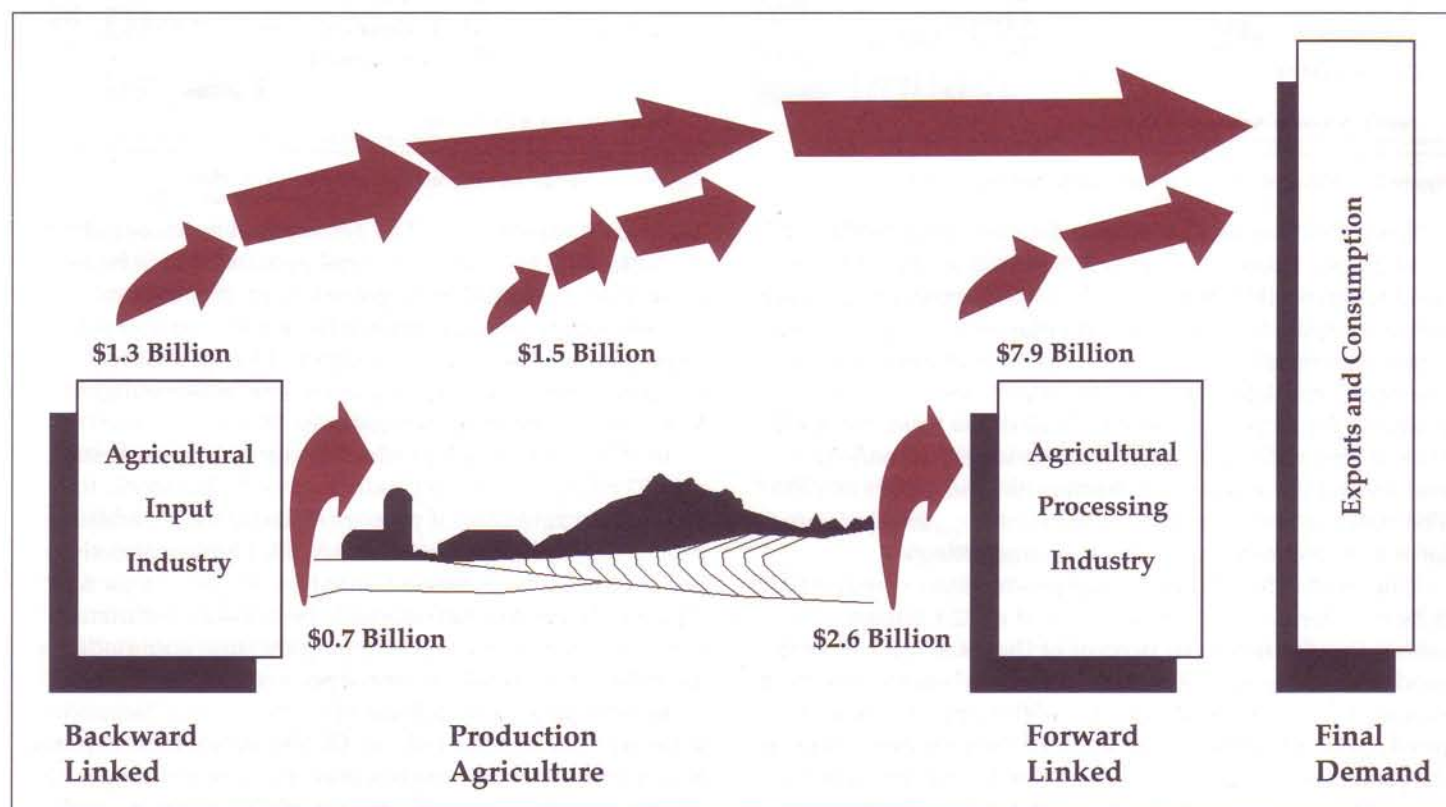 $1.3 Billion
$1.5 Billion
$7.9 Billion
Agricultural
Input
Industry
Agricultural
Processing
Industry
Exports and Consumption
$0.7 Billion
$2.6 Billion
Backward
Linked
Production
Agriculture
Forward
Linked
Final
Demand